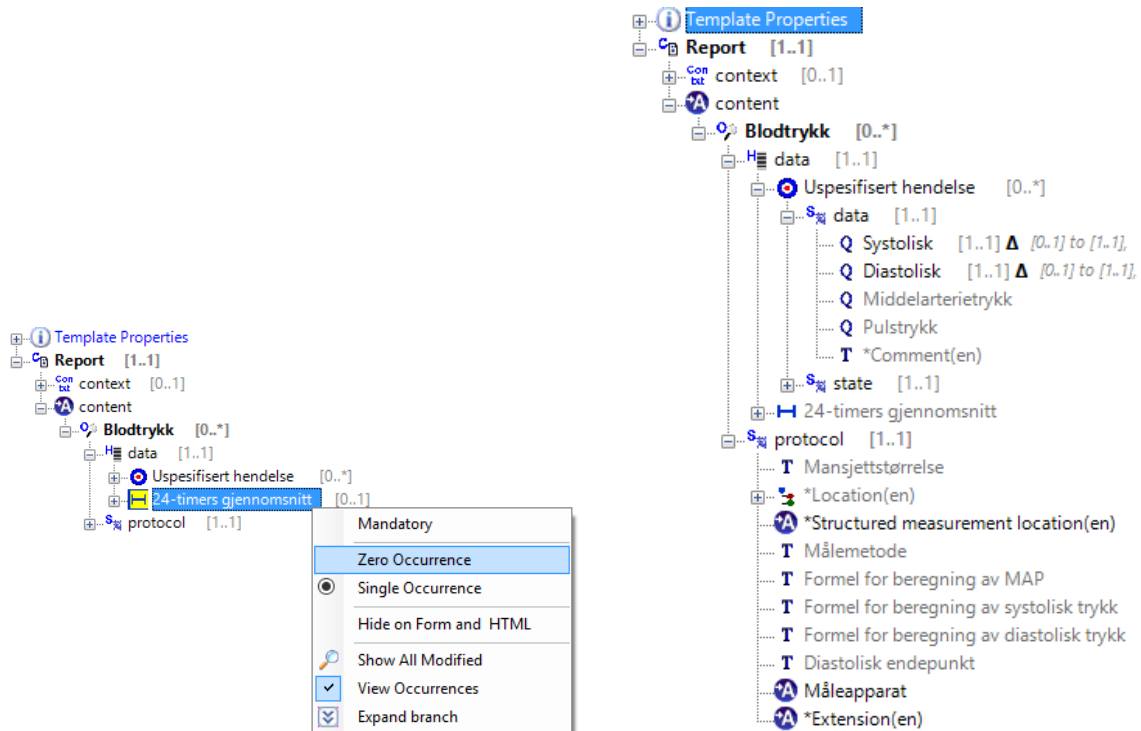 Template Properties
Report [1..1]
context [0..1]
content
Blodtrykk [0..*]
data [1..1]
Uspesifisert hendelse [0..*]
24-timers gjennomsnitt [0..1]
protocol [1..1]
Mandatory
Zero Occurrence
Single Occurrence
Hide on Form and HTML
Show All Modified
View Occurrences
Expand branch
Template Properties
Report [1..1]
context [0..1]
content
Blodtrykk [0..*]
data [1..1]
Uspesifisert hendelse [0..*]
data [1..1]
Q Systolisk [1..1] Δ [0..1] to [1..1],
Q Diastolisk [1..1] Δ [0..1] to [1..1],
Q Middelarterietrykk
Q Pulstrykk
T *Comment(en)
state [1..1]
24-timers gjennomsnitt
protocol [1..1]
T Mansjettstørrelse
*Location(en)
*Structured measurement location(en)
T Målemetode
T Formel for beregning av MAP
T Formel for beregning av systolisk trykk
T Formel for beregning av diastolisk trykk
T Diastolisk endepunkt
Måleapparat
*Extension(en)